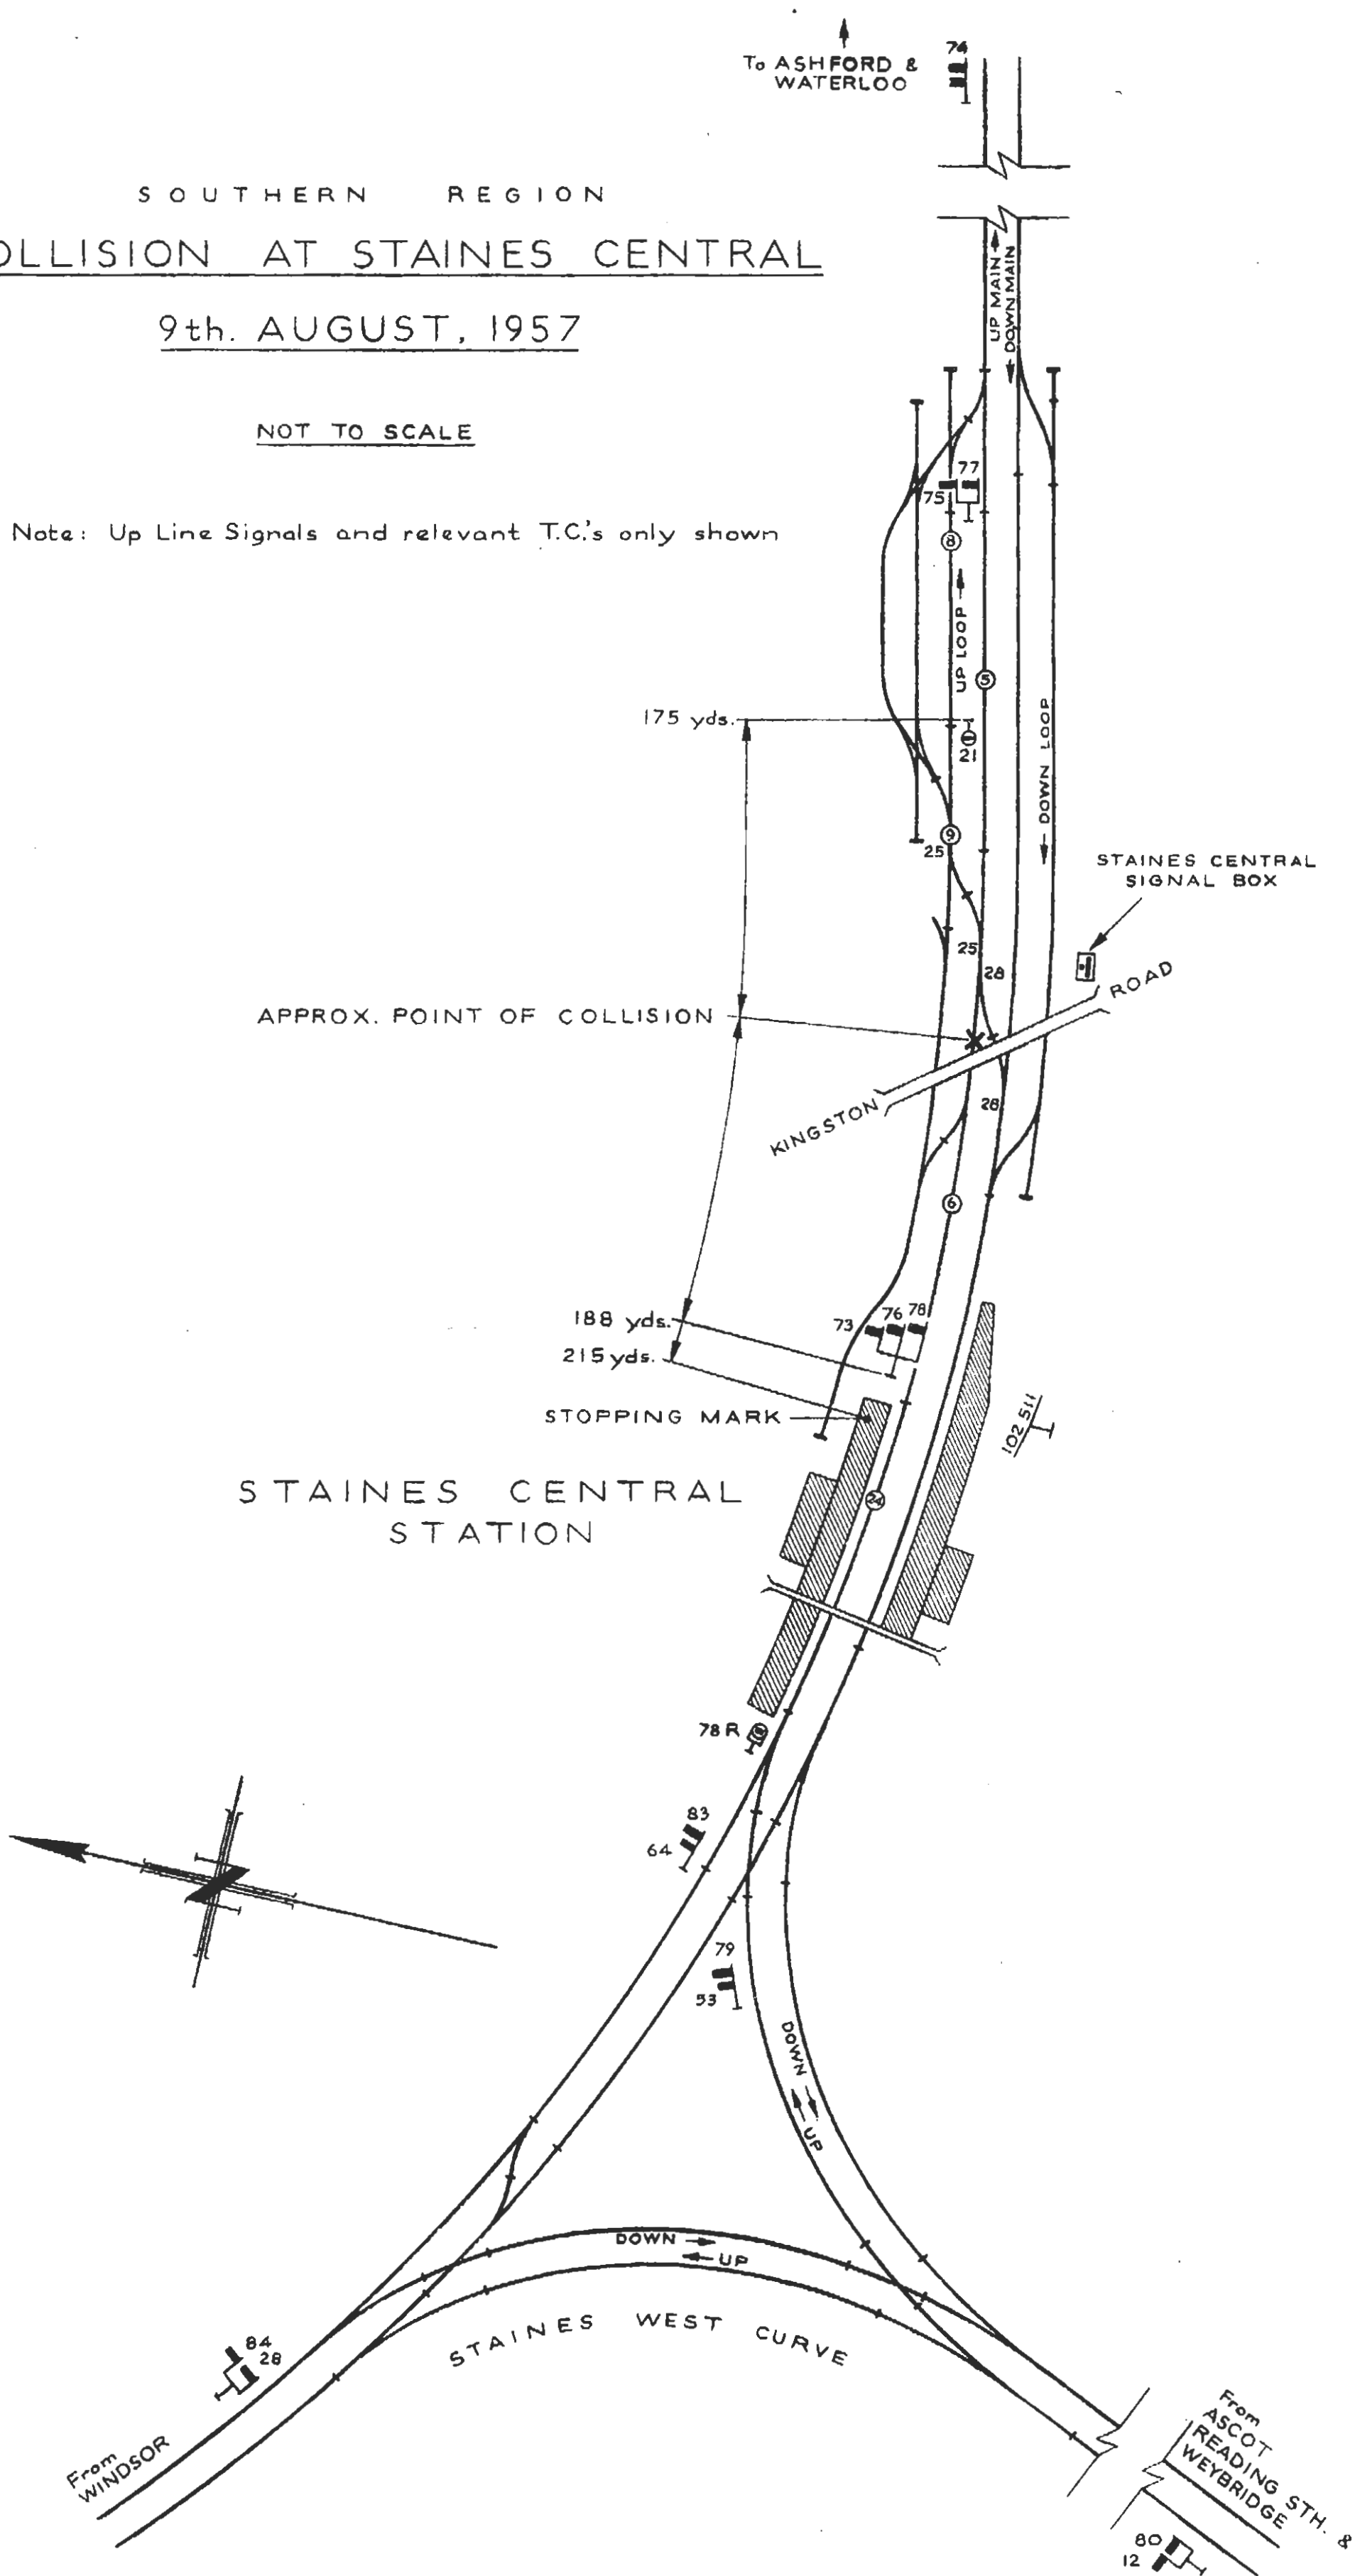 To ASHFORD &
WATERLOO
74
SOUTHERN REGION
OLLISION AT STAINES CENTRAL
9th. AUGUST, 1957
NOT TO SCALE
Note: Up Line Signals and relevant T.C.'s only shown
UP MAIN
DOWN MAIN
77
75
8
UP LOOP
5
175 yds.
21
DOWN LOOP
9
25
STAINES CENTRAL
SIGNAL BOX
25
28
ROAD
APPROX. POINT OF COLLISION
KINGSTON
28
6
188 yds.
73 76 78
215 yds.
STOPPING MARK
102 511
STAINES CENTRAL
STATION
24
78 R
83
64
79
53
DOWN
UP
DOWN
UP
STAINES WEST CURVE
84
28
From
WINDSOR
From
ASCOT
READING STH. &
WEYBRIDGE
80
12